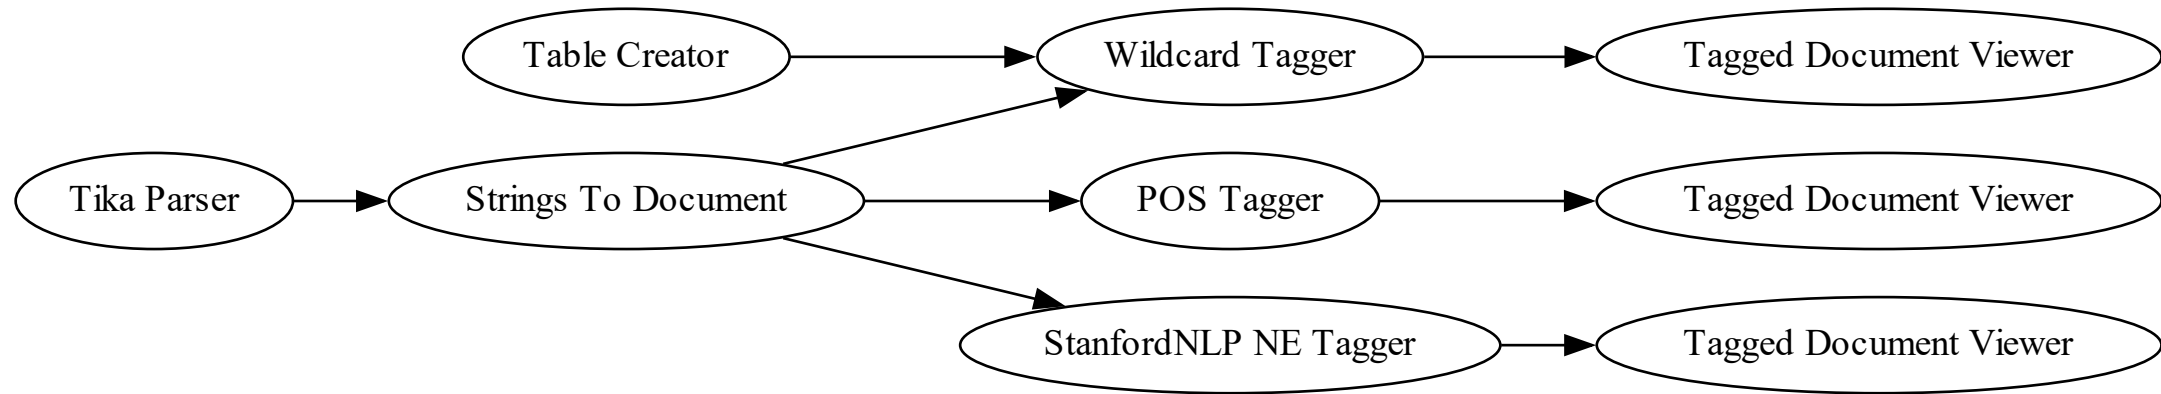 Table Creator
Wildcard Tagger
Tagged Document Viewer
Tika Parser
Strings To Document
POS Tagger
Tagged Document Viewer
StanfordNLP NE Tagger
Tagged Document Viewer